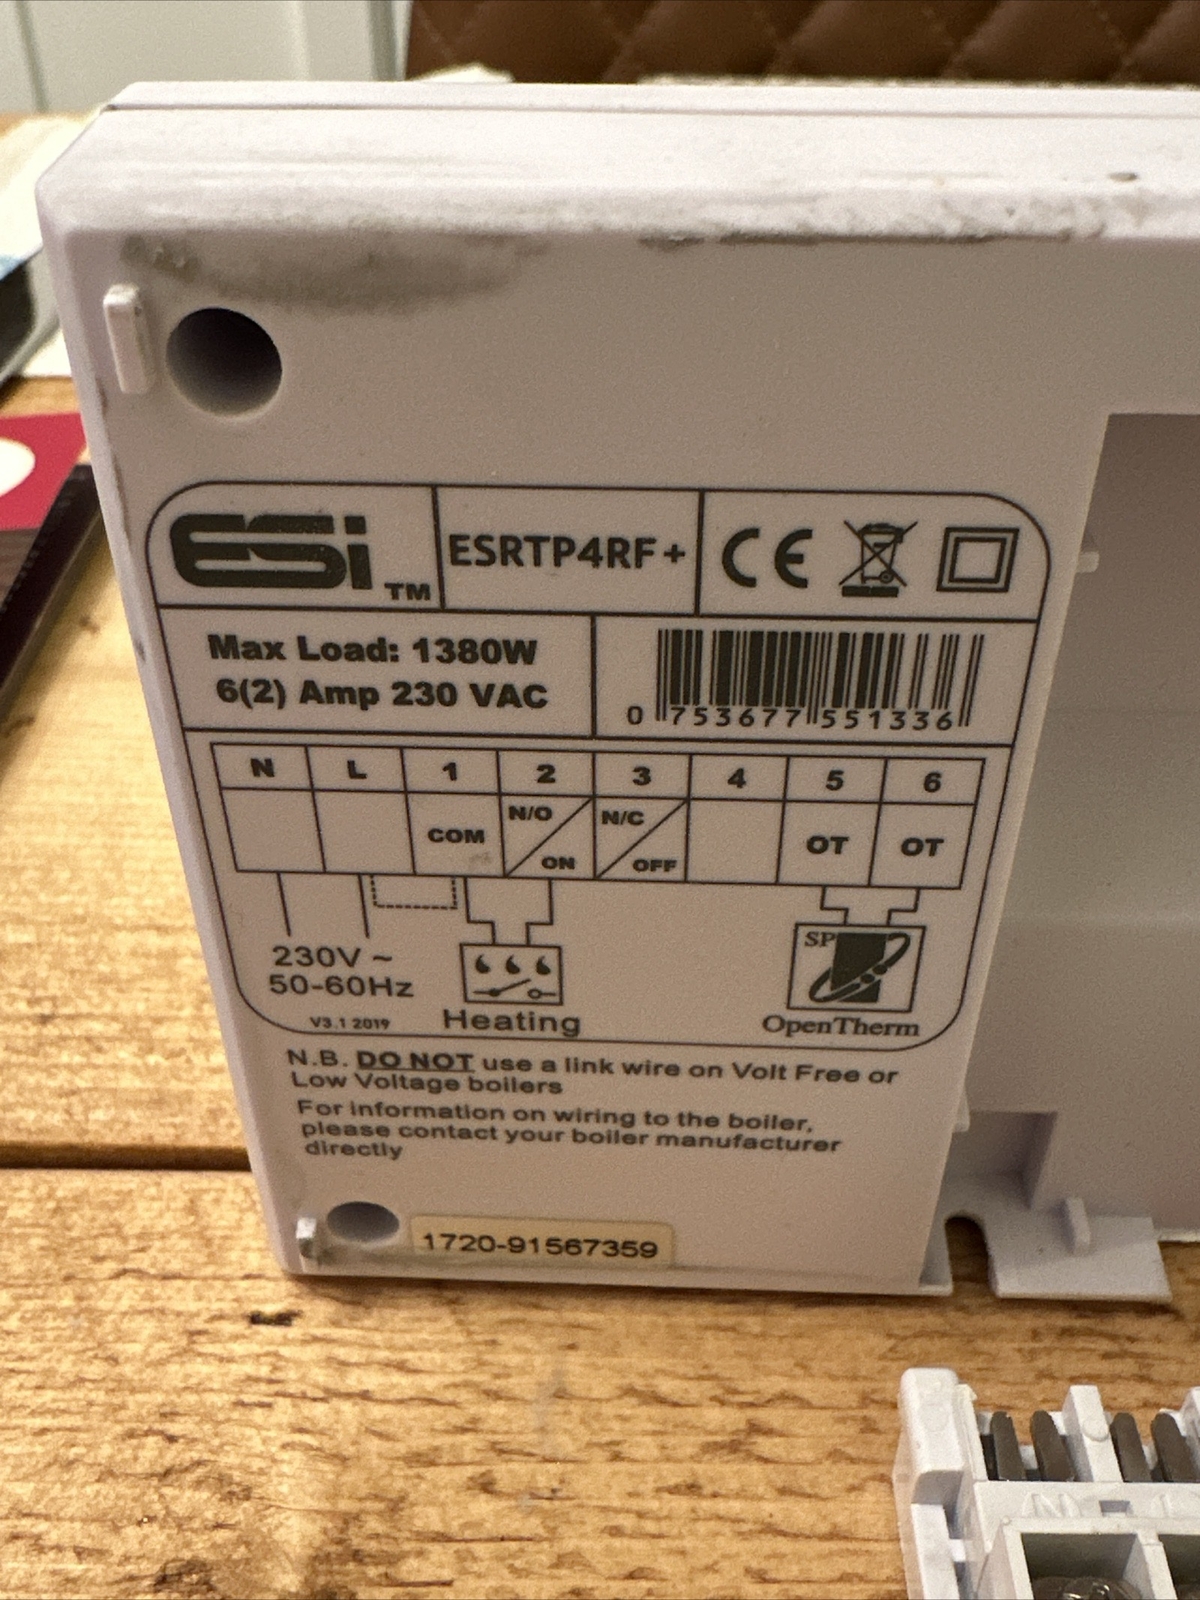 ESi TM
ESRTP4RF+
CE
Max Load: 1380W
6(2) Amp 230 VAC
0 753677 551336
N L 1 2 3 4 5 6
COM N/O ON N/C OFF OT OT
230V ~
50-60Hz
V3.1 2019
Heating
SP
OpenTherm
N.B. DO NOT use a link wire on Volt Free or
Low Voltage boilers
For information on wiring to the boiler,
please contact your boiler manufacturer
directly
1720-91567359
N